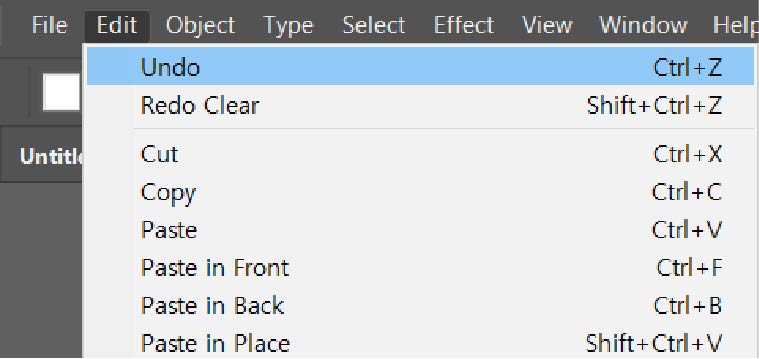 File Edit Object Type Select Effect View Window Help
Undo Ctrl+Z
Redo Clear Shift+Ctrl+Z
Untitle
Cut Ctrl+X
Copy Ctrl+C
Paste Ctrl+V
Paste in Front Ctrl+F
Paste in Back Ctrl+B
Paste in Place Shift+Ctrl+V